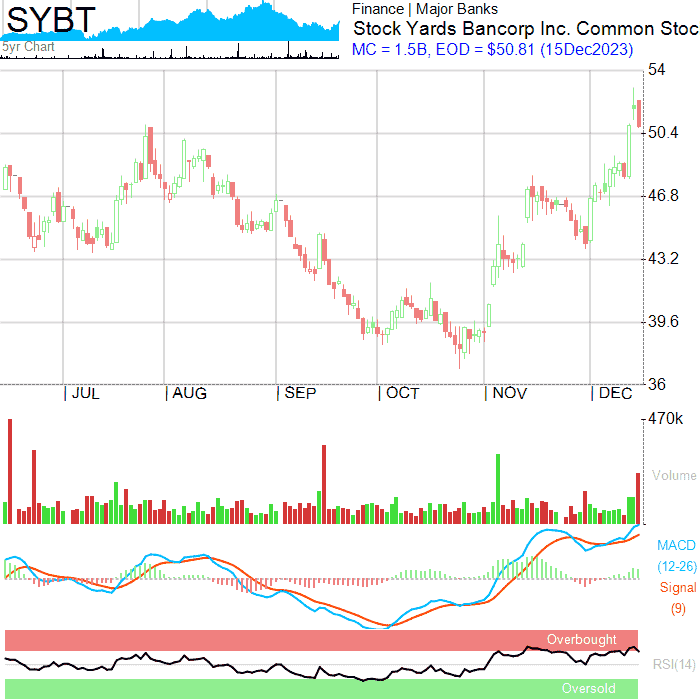 SYBT
5yr Chart
Finance | Major Banks
Stock Yards Bancorp Inc. Common Stoc
MC = 1.5B, EOD = $50.81 (15Dec2023)
54
50.4
46.8
43.2
39.6
36
| JUL | AUG | SEP | OCT | NOV | DEC
470k
Volume
MACD
(12-26)
Signal
(9)
Overbought
RSI(14)
Oversold